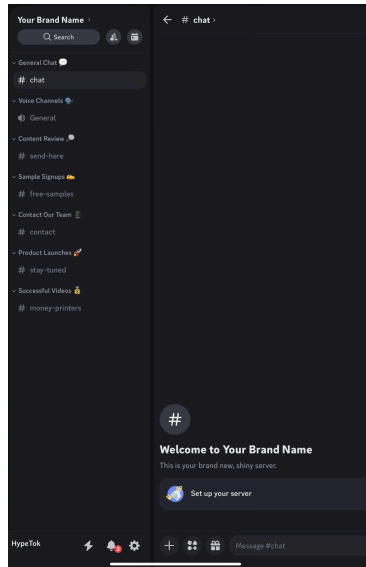 Your Brand Name
Search
General Chat 💬
# chat
Voice Channels 🗣️
General
Content Review 💭
# send-here
Sample Signups ✍️
# free-samples
Contact Our Team 📱
# contact
Product Launches 🚀
# stay-tuned
Successful Videos 💰
# money-printers
HypeTok
3
# chat
#
Welcome to Your Brand Name
This is your brand new, shiny server.
Set up your server
Message #chat